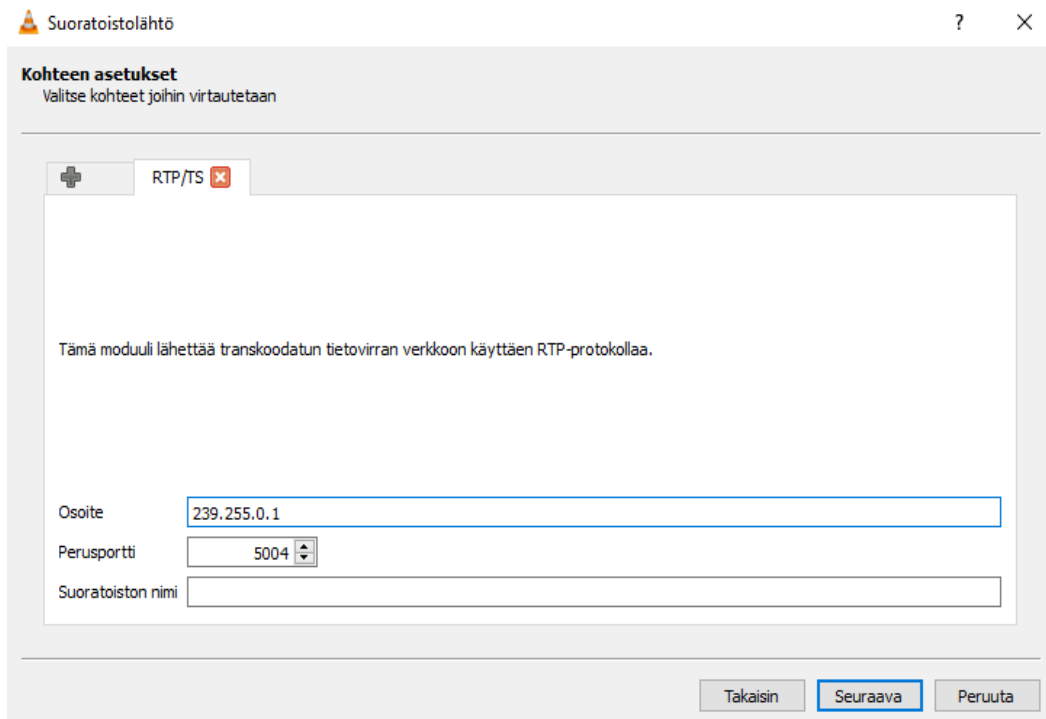 Suoratoistolähtö
?
Kohteen asetukset
Valitse kohteet joihin virtautetaan
RTP/TS
Tämä moduuli lähettää transkoodatun tietovirran verkkoon käyttäen RTP-protokollaa.
Osoite 239.255.0.1
Perusportti 5004
Suoratoiston nimi
Takaisin Seuraava Peruuta